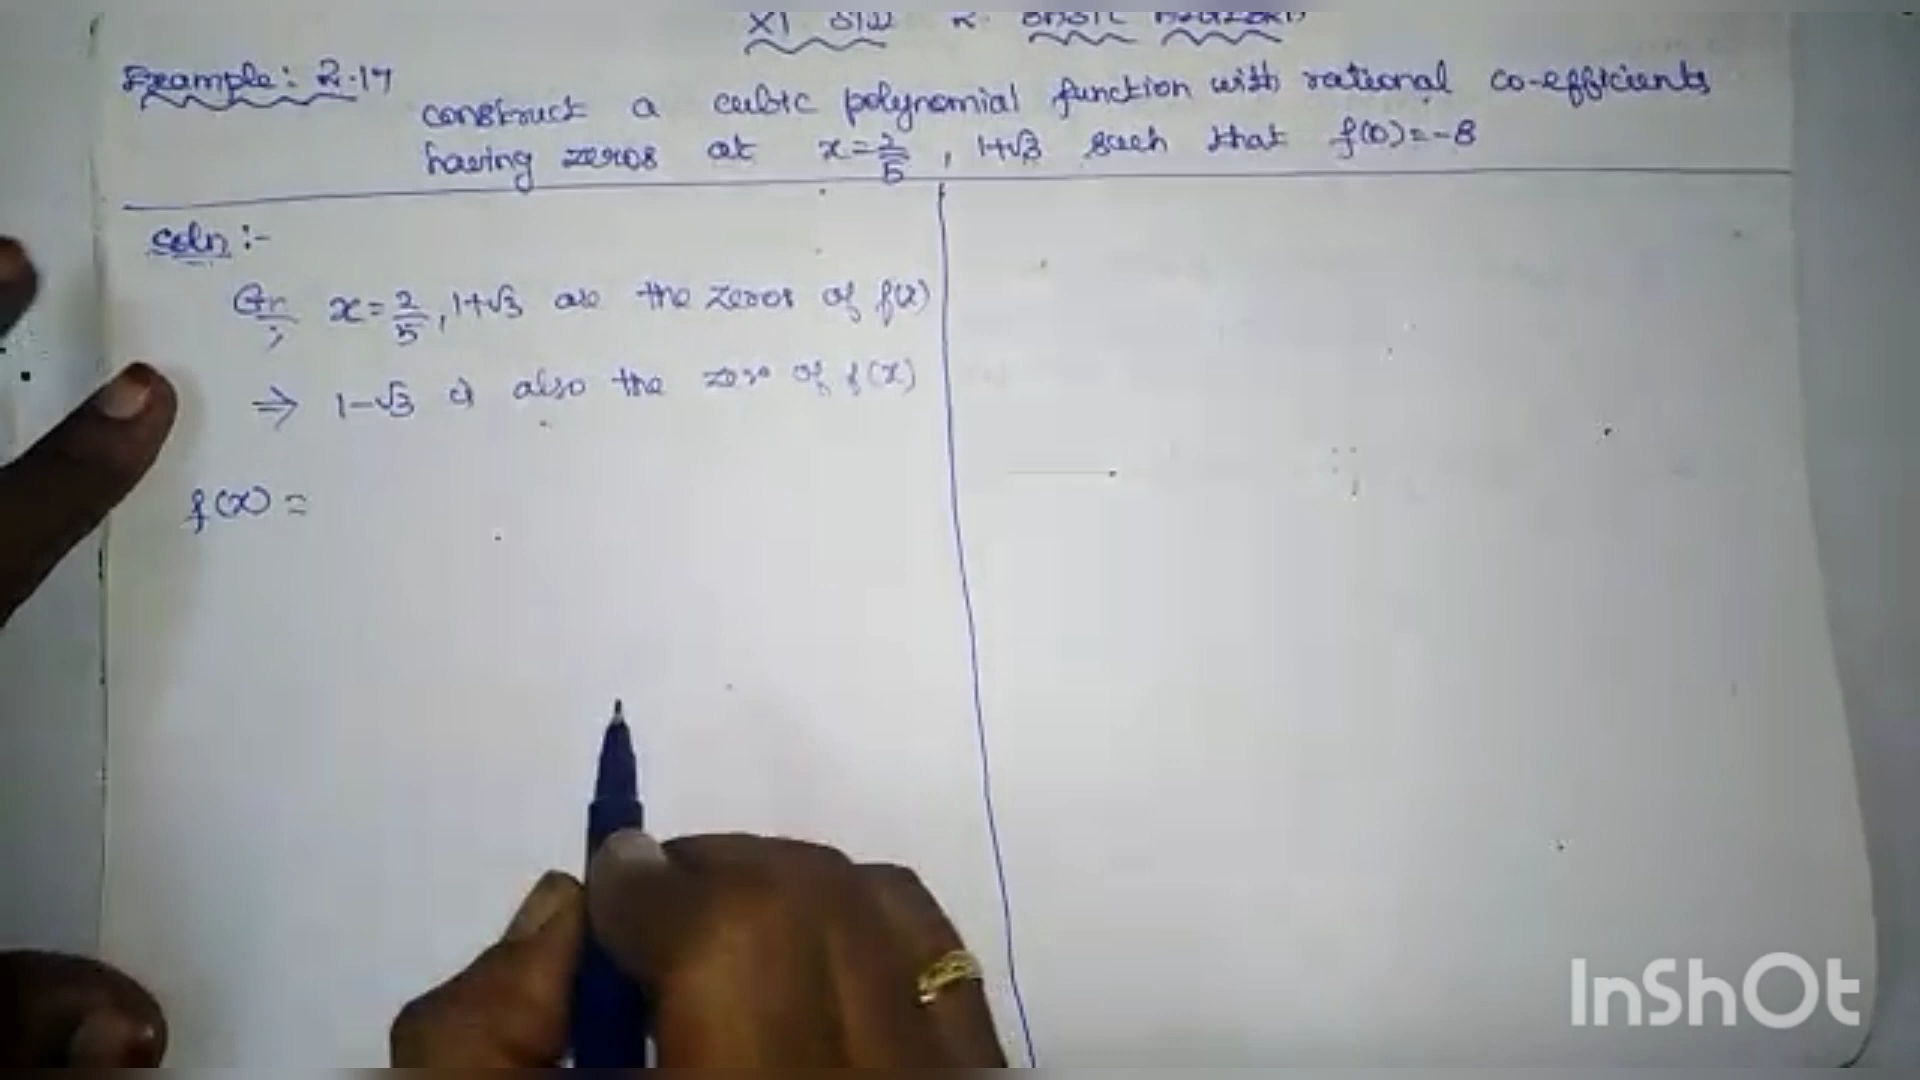 Example: 2.17
construct a cubic polynomial function with rational co-efficients
having zeros at x=2/5, 1+√3 such that f(0)=-8
Soln:-
Gn; x=2/5, 1+√3 are the zeros of f(x)
⇒ 1-√3 is also the zero of f(x)
f(x) =
InShOt